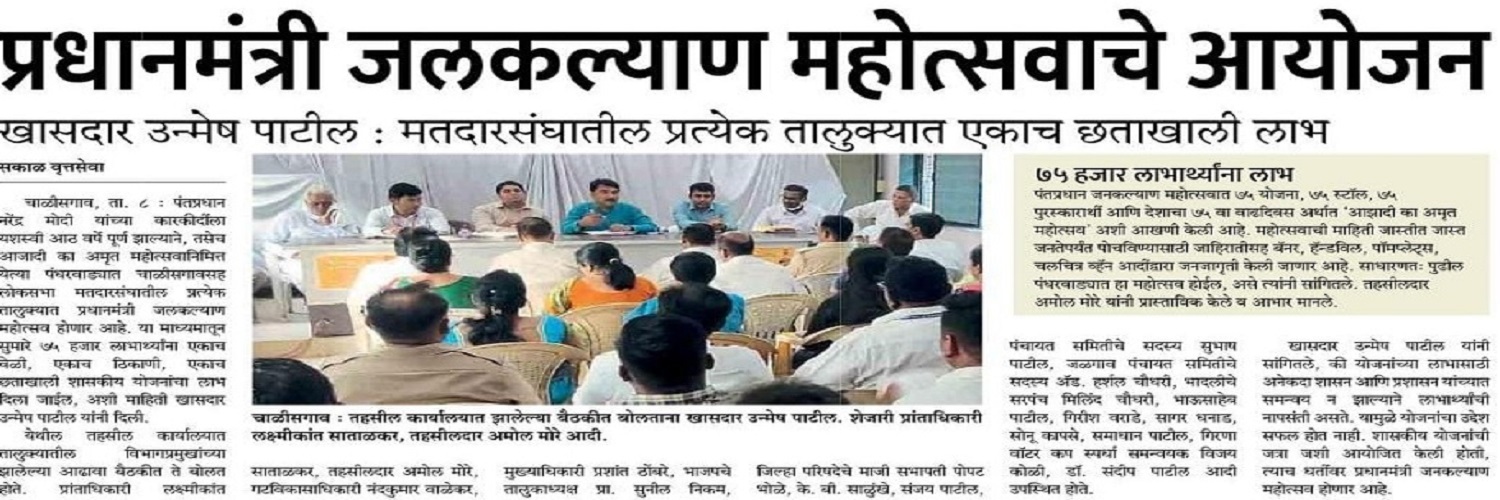 प्रधानमंत्री जलकल्याण महोत्सवाचे आयोजन
खासदार उन्मेष पाटील : मतदारसंघातील प्रत्येक तालुक्यात एकाच छताखाली लाभ
सकाळ वृत्तसेवा
चाळीसगाव, ता. ८ : पंतप्रधान
नरेंद्र मोदी यांच्या कारकीर्दीला
यशस्वी आठ वर्षे पूर्ण झाल्याने, तसेच
आजादी का अमृत महोत्सवानिमित्त
येत्या पंधरवाड्यात चाळीसगावसह
लोकसभा मतदारसंघातील प्रत्येक
तालुक्यात प्रधानमंत्री जलकल्याण
महोत्सव होणार आहे. या माध्यमातून
सुमारे ७५ हजार लाभार्थ्यांना एकाच
वेळी, एकाच ठिकाणी, एकाच
छताखाली शासकीय योजनांचा लाभ
दिला जाईल, अशी माहिती खासदार
उन्मेष पाटील यांनी दिली.
येथील तहसील कार्यालयात
तालुक्यातील विभागप्रमुखांच्या
झालेल्या आढावा बैठकीत ते बोलत
होते. प्रांताधिकारी लक्ष्मीकांत
चाळीसगाव : तहसील कार्यालयात झालेल्या बैठकीत बोलताना खासदार उन्मेष पाटील. शेजारी प्रांताधिकारी
लक्ष्मीकांत साताळकर, तहसीलदार अमोल मोरे आदी.
साताळकर, तहसीलदार अमोल मोरे,
गटविकासाधिकारी नंदकुमार वाळेकर,
मुख्याधिकारी प्रशांत ठोंबरे, भाजपचे
तालुकाध्यक्ष प्रा. सुनील निकम,
जिल्हा परिषदेचे माजी सभापती पोपट
भोळे, के. बी. साळुंखे, संजय पाटील,
७५ हजार लाभार्थ्यांना लाभ
पंतप्रधान जनकल्याण महोत्सवात ७५ योजना, ७५ स्टॉल, ७५
पुरस्कारार्थी आणि देशाचा ७५ वा वाढदिवस अर्थात 'आझादी का अमृत
महोत्सव' अशी आखणी केली आहे. महोत्सवाची माहिती जास्तीत जास्त
जनतेपर्यंत पोचविण्यासाठी जाहिरातीसह बॅनर, हॅन्डविल, पॉमप्लेट्स,
चलचित्र व्हॅन आदींद्वारा जनजागृती केली जाणार आहे. साधारणतः पुढील
पंधरवाड्यात हा महोत्सव होईल, असे त्यांनी सांगितले. तहसीलदार
अमोल मोरे यांनी प्रास्ताविक केले व आभार मानले.
पंचायत समितीचे सदस्य सुभाष
पाटील, जळगाव पंचायत समितीचे
सदस्य अ‍ॅड. हर्शल चौधरी, भादलीचे
सरपंच मिलिंद चौधरी, भाऊसाहेब
पाटील, गिरीश वराडे, सागर धनाड,
सोनू कापसे, समाधान पाटील, गिरणा
वॉटर कप स्पर्धा समन्वयक विजय
कोळी, डॉ. संदीप पाटील आदी
उपस्थित होते.
खासदार उन्मेष पाटील यांनी
सांगितले, की योजनांच्या लाभासाठी
अनेकदा शासन आणि प्रशासन यांच्यात
समन्वय न झाल्याने लाभार्थ्यांची
नापसंती असते. यामुळे योजनांचा उद्देश
सफल होत नाही. शासकीय योजनांची
जत्रा जशी आयोजित केली होती,
त्याच धर्तीवर प्रधानमंत्री जनकल्याण
महोत्सव होणार आहे.